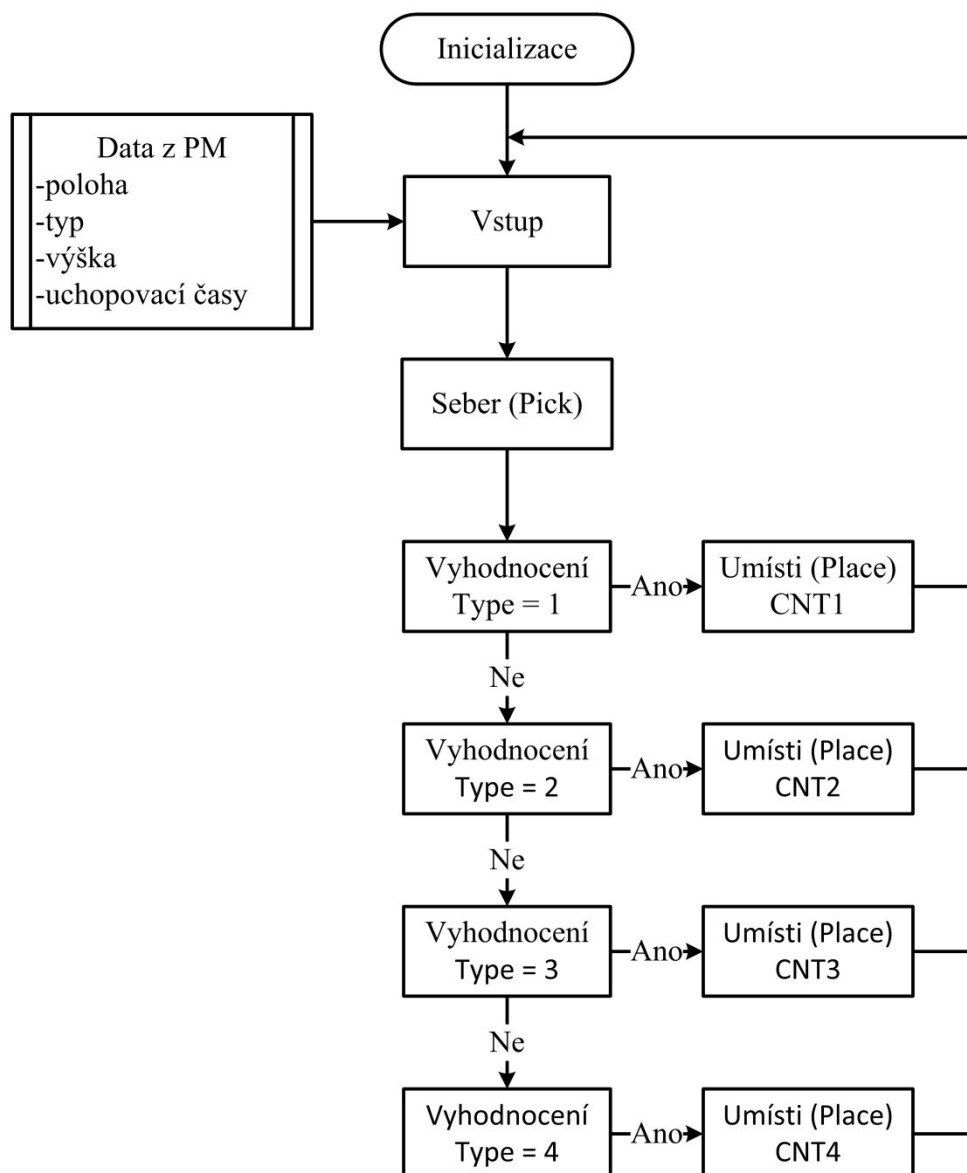 Inicializace
Data z PM
-poloha
-typ
-výška
-uchopovací časy
Vstup
Seber (Pick)
Vyhodnocení
Type = 1
Ano
Umísti (Place)
CNT1
Ne
Vyhodnocení
Type = 2
Ano
Umísti (Place)
CNT2
Ne
Vyhodnocení
Type = 3
Ano
Umísti (Place)
CNT3
Ne
Vyhodnocení
Type = 4
Ano
Umísti (Place)
CNT4